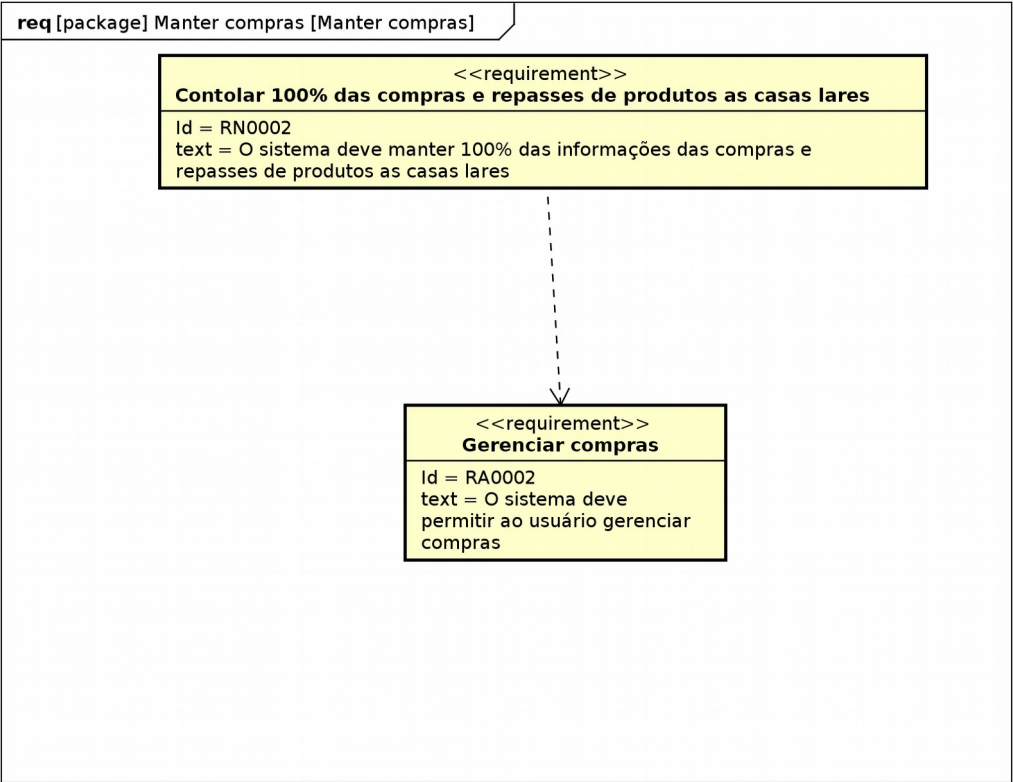 req [package] Manter compras [Manter compras]
<<requirement>>
Contolar 100% das compras e repasses de produtos as casas lares
Id = RN0002
text = O sistema deve manter 100% das informações das compras e
repasses de produtos as casas lares
<<requirement>>
Gerenciar compras
Id = RA0002
text = O sistema deve
permitir ao usuário gerenciar
compras